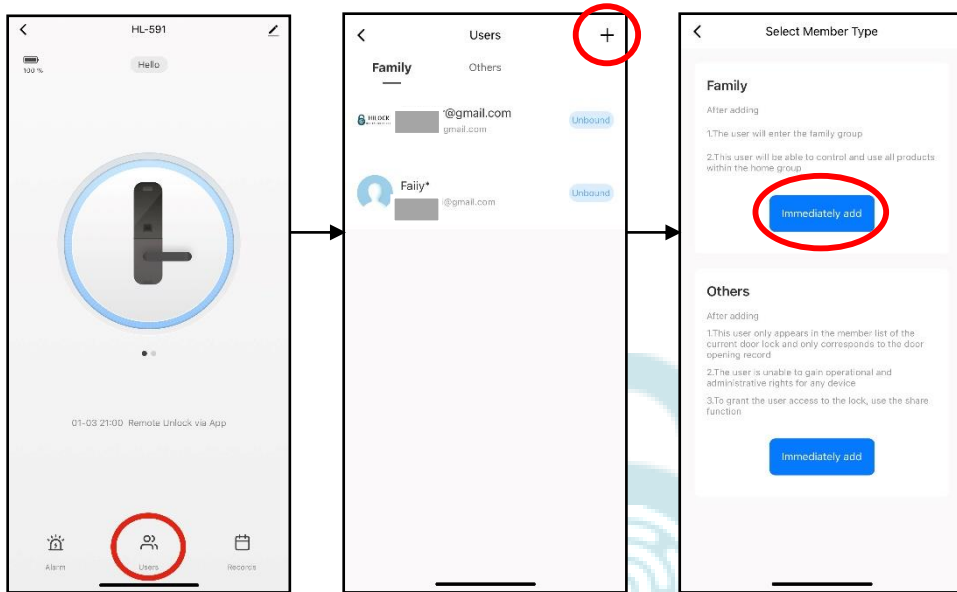 HL-591
100 %
Hello
01-03 21:00 Remote Unlock via App
Alarm
Users
Records
Users
Family
Others
HILOCK
@gmail.com
gmail.com
Unbound
Faiiy*
@gmail.com
Unbound
Select Member Type
Family
After adding
1.The user will enter the family group
2.This user will be able to control and use all products
within the home group
Immediately add
Others
After adding
1.This user only appears in the member list of the
current door lock and only corresponds to the door
opening record
2.The user is unable to gain operational and
administrative rights for any device
3.To grant the user access to the lock, use the share
function
Immediately add